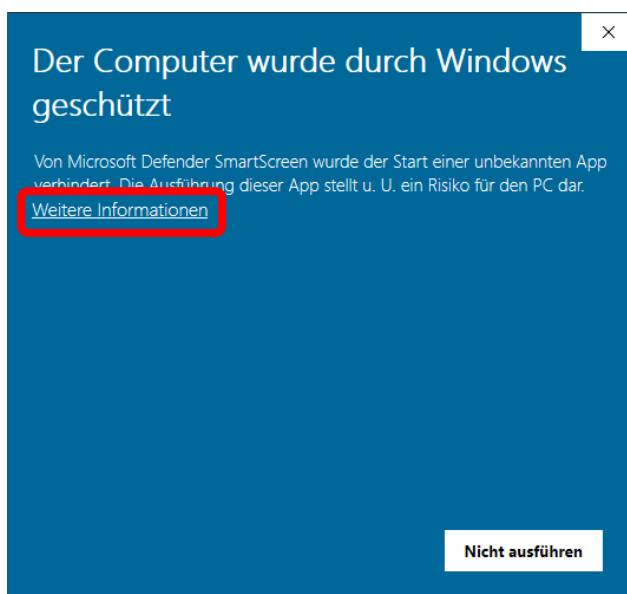 Der Computer wurde durch Windows
geschützt
Von Microsoft Defender SmartScreen wurde der Start einer unbekannten App
verhindert. Die Ausführung dieser App stellt u. U. ein Risiko für den PC dar.
Weitere Informationen
Nicht ausführen